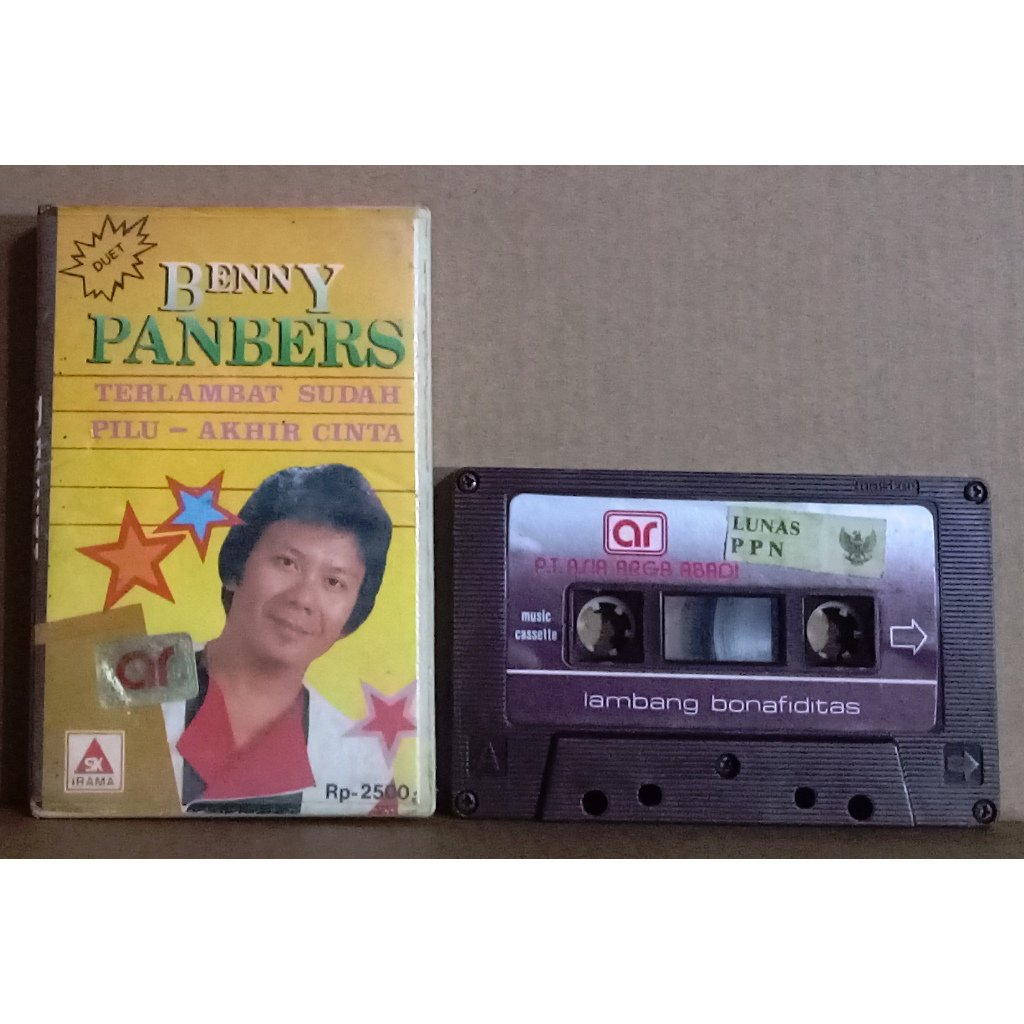 DUET
BENNY
PANBERS
TERLAMBAT SUDAH
PILU - AKHIR CINTA
ar
SK
IRAMA
Rp-2500,-
ar
P.T. ASIA ARGA ABADI
LUNAS
PPN
music
cassette
lambang bonafiditas
A